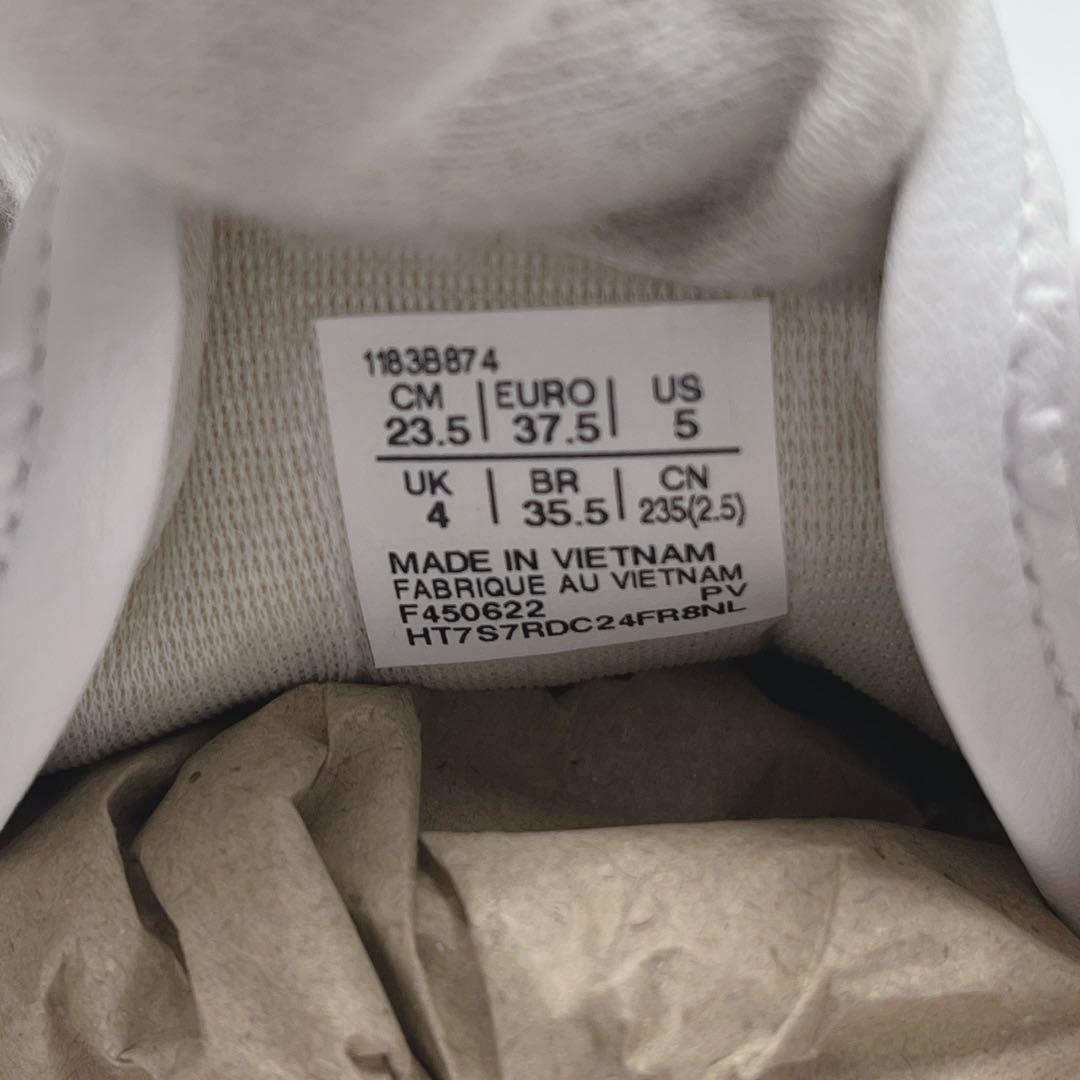 1183B874
CM | EURO | US
23.5 | 37.5 | 5
UK | BR | CN
4 | 35.5 | 235(2.5)
MADE IN VIETNAM
FABRIQUE AU VIETNAM
F450622 PV
HT7S7RDC24FR8NL